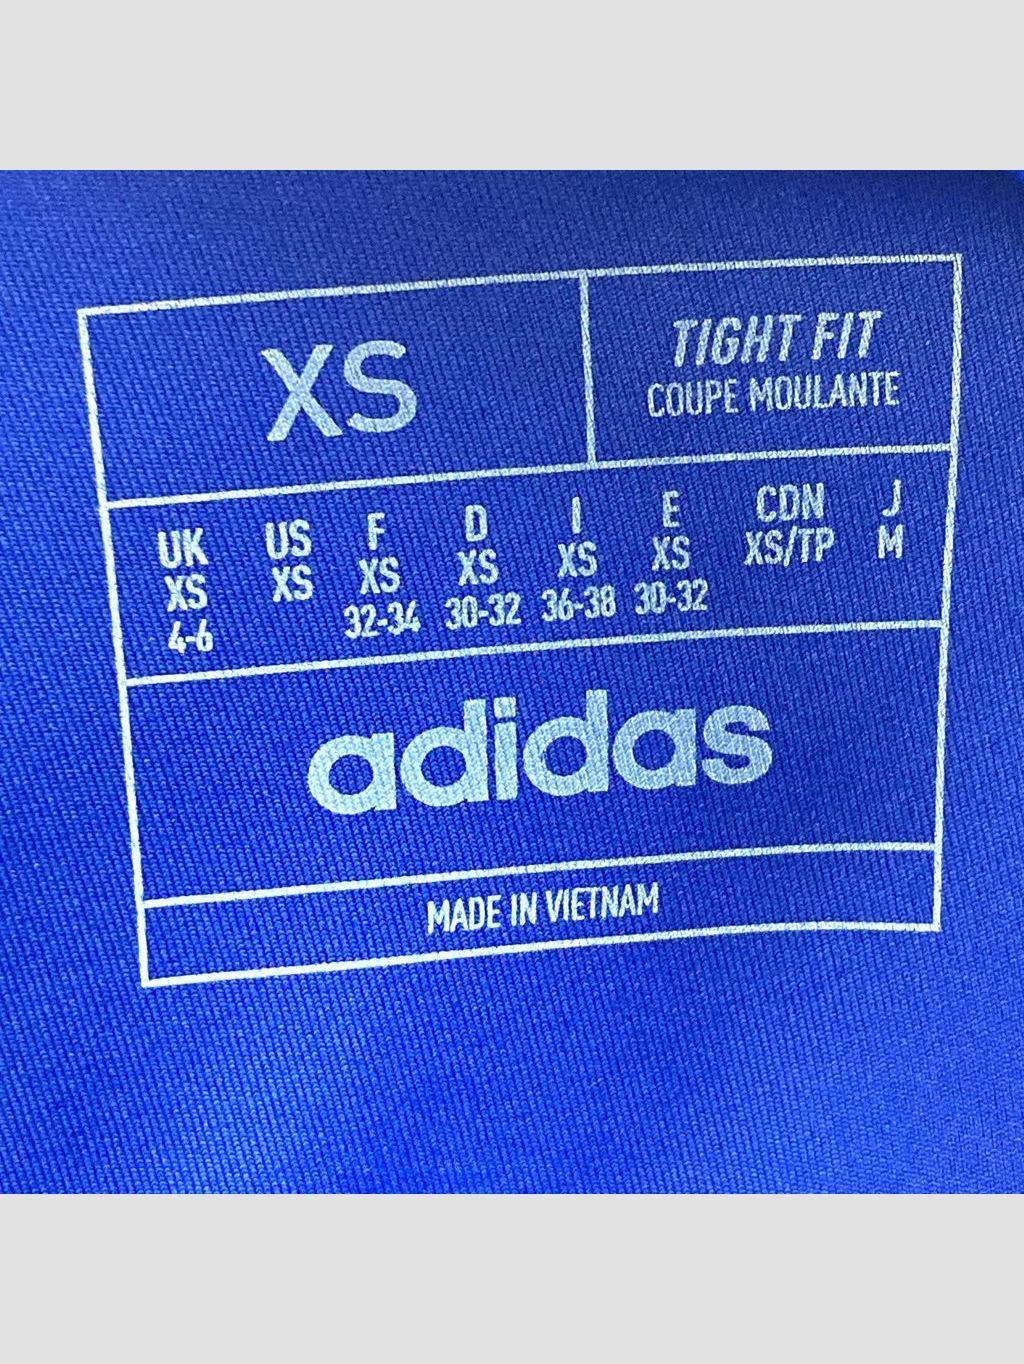 XS
TIGHT FIT
COUPE MOULANTE
UK US F D I E CDN J
XS XS XS XS XS XS XS/TP M
4-6 32-34 30-32 36-38 30-32
adidas
MADE IN VIETNAM